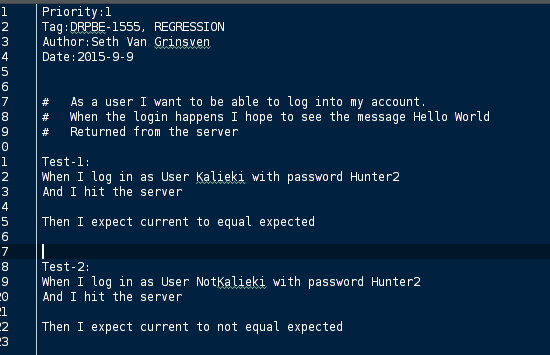 1 Priority:1
2 Tag:DRPBE-1555, REGRESSION
3 Author:Seth Van Grinsven
4 Date:2015-9-9
5
6
7 #   As a user I want to be able to log into my account.
8 #   When the login happens I hope to see the message Hello World
9 #   Returned from the server
0
1 Test-1:
2 When I log in as User Kalieki with password Hunter2
3 And I hit the server
4
5 Then I expect current to equal expected
6
7
8 Test-2:
9 When I log in as User NotKalieki with password Hunter2
20 And I hit the server
21
22 Then I expect current to not equal expected
23